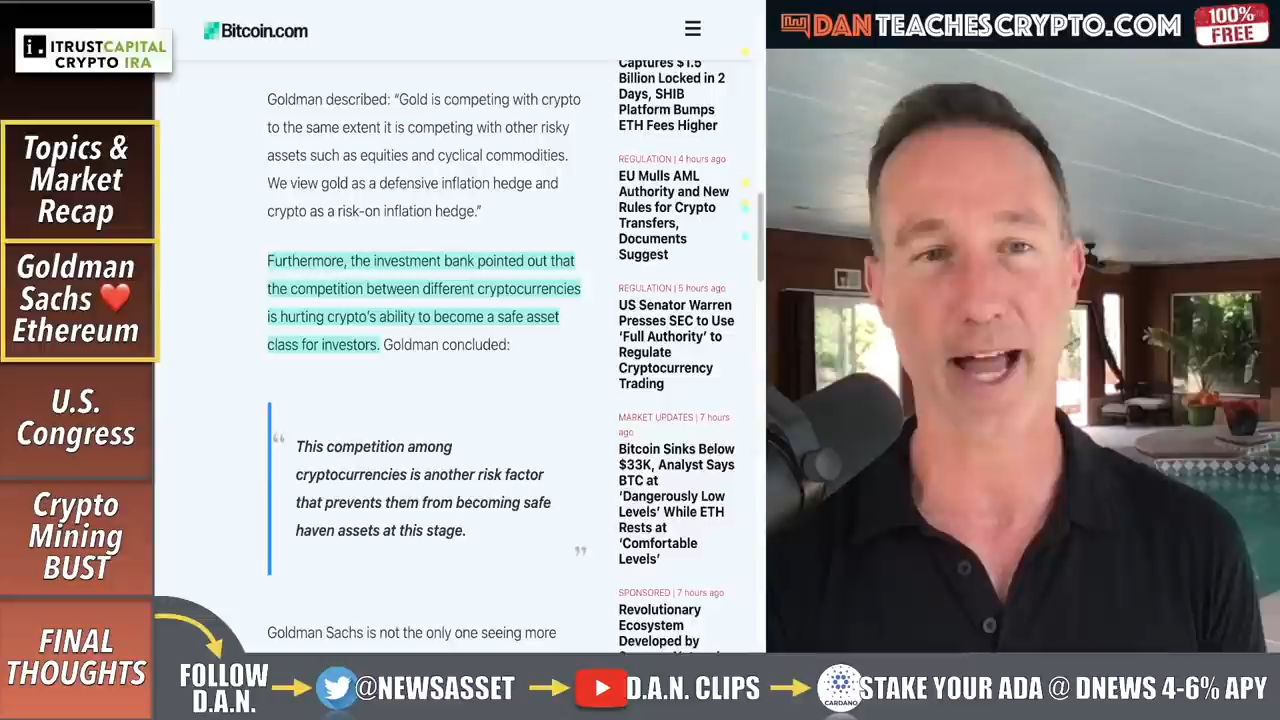 i. ITRUSTCAPITAL
CRYPTO IRA
Topics &
Market
Recap
Goldman
Sachs ❤️
Ethereum
U.S.
Congress
Crypto
Mining
BUST
FINAL
THOUGHTS
Bitcoin.com
Goldman described: “Gold is competing with crypto
to the same extent it is competing with other risky
assets such as equities and cyclical commodities.
We view gold as a defensive inflation hedge and
crypto as a risk-on inflation hedge.”
Furthermore, the investment bank pointed out that
the competition between different cryptocurrencies
is hurting crypto’s ability to become a safe asset
class for investors. Goldman concluded:
“
This competition among
cryptocurrencies is another risk factor
that prevents them from becoming safe
haven assets at this stage.
”
Goldman Sachs is not the only one seeing more
Captures $1.5
Billion Locked in 2
Days, SHIB
Platform Bumps
ETH Fees Higher
REGULATION | 4 hours ago
EU Mulls AML
Authority and New
Rules for Crypto
Transfers,
Documents
Suggest
REGULATION | 5 hours ago
US Senator Warren
Presses SEC to Use
‘Full Authority’ to
Regulate
Cryptocurrency
Trading
MARKET UPDATES | 7 hours
ago
Bitcoin Sinks Below
$33K, Analyst Says
BTC at
‘Dangerously Low
Levels’ While ETH
Rests at
‘Comfortable
Levels’
SPONSORED | 7 hours ago
Revolutionary
Ecosystem
Developed by
DANTEACHESCRYPTO.COM
100%
FREE
FOLLOW
D.A.N.
@NEWSASSET
D.A.N. CLIPS
CARDANO
STAKE YOUR ADA @ DNEWS 4-6% APY